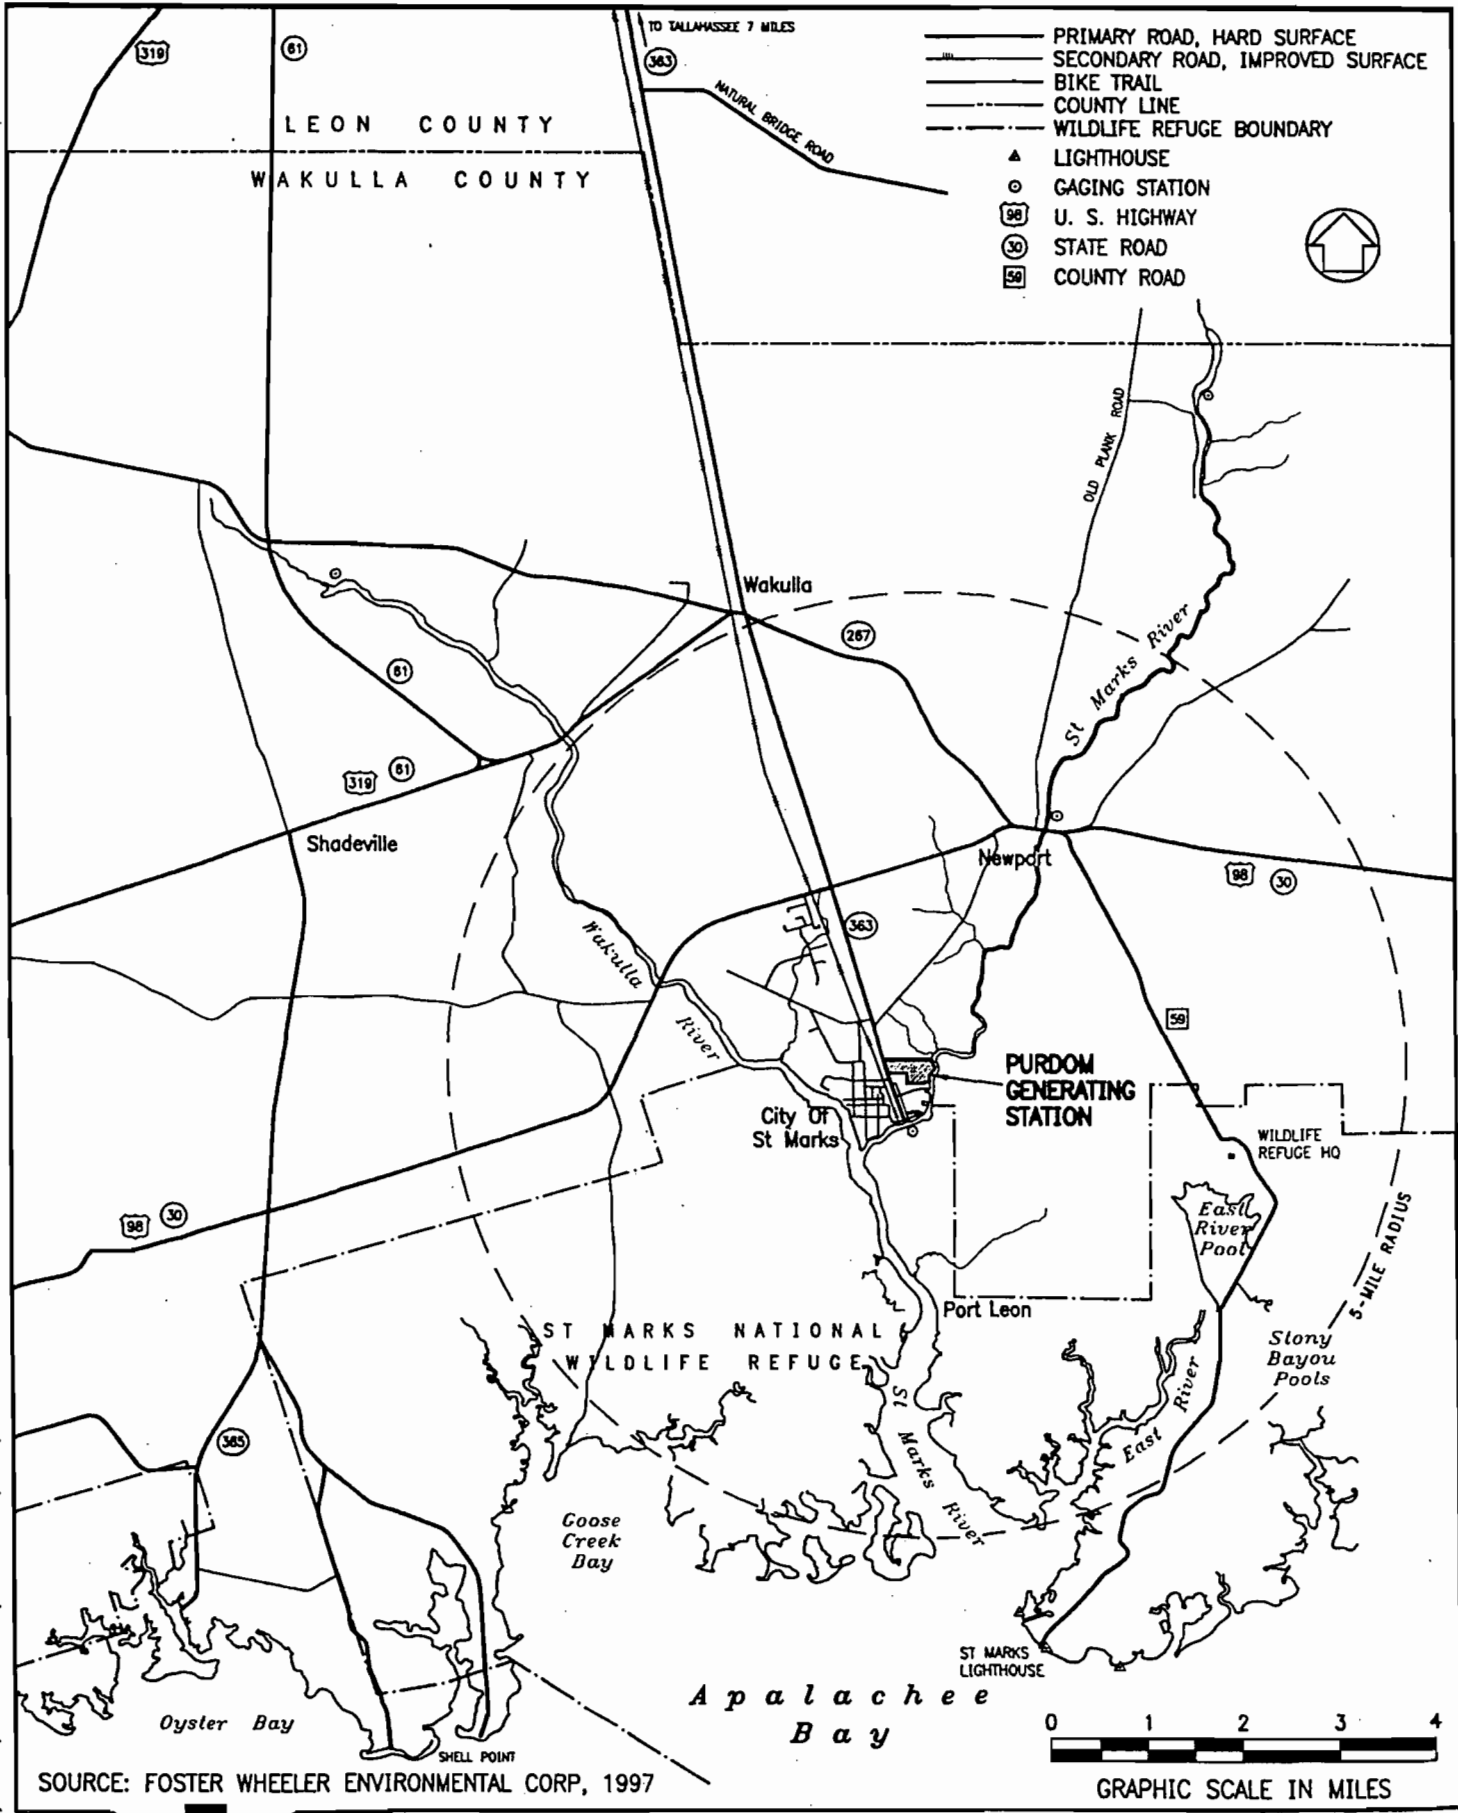 TO TALLAHASSEE 7 MILES
319
61
363
NATURAL BRIDGE ROAD
PRIMARY ROAD, HARD SURFACE
SECONDARY ROAD, IMPROVED SURFACE
BIKE TRAIL
COUNTY LINE
WILDLIFE REFUGE BOUNDARY
LIGHTHOUSE
GAGING STATION
98 U. S. HIGHWAY
30 STATE ROAD
59 COUNTY ROAD
LEON COUNTY
WAKULLA COUNTY
OLD PLANK ROAD
Wakulla
267
St Marks River
61
319 61
Shadeville
Newport
98 30
363
Wakulla
River
59
PURDOM
GENERATING
STATION
City Of
St Marks
WILDLIFE
REFUGE HQ
98 30
East
River
Pool
5-MILE RADIUS
Port Leon
ST MARKS NATIONAL
WILDLIFE REFUGE
Stony
Bayou
Pools
St Marks River
East River
365
Goose
Creek
Bay
ST MARKS
LIGHTHOUSE
Apalachee
Bay
Oyster Bay
SHELL POINT
0 1 2 3 4
GRAPHIC SCALE IN MILES
SOURCE: FOSTER WHEELER ENVIRONMENTAL CORP, 1997